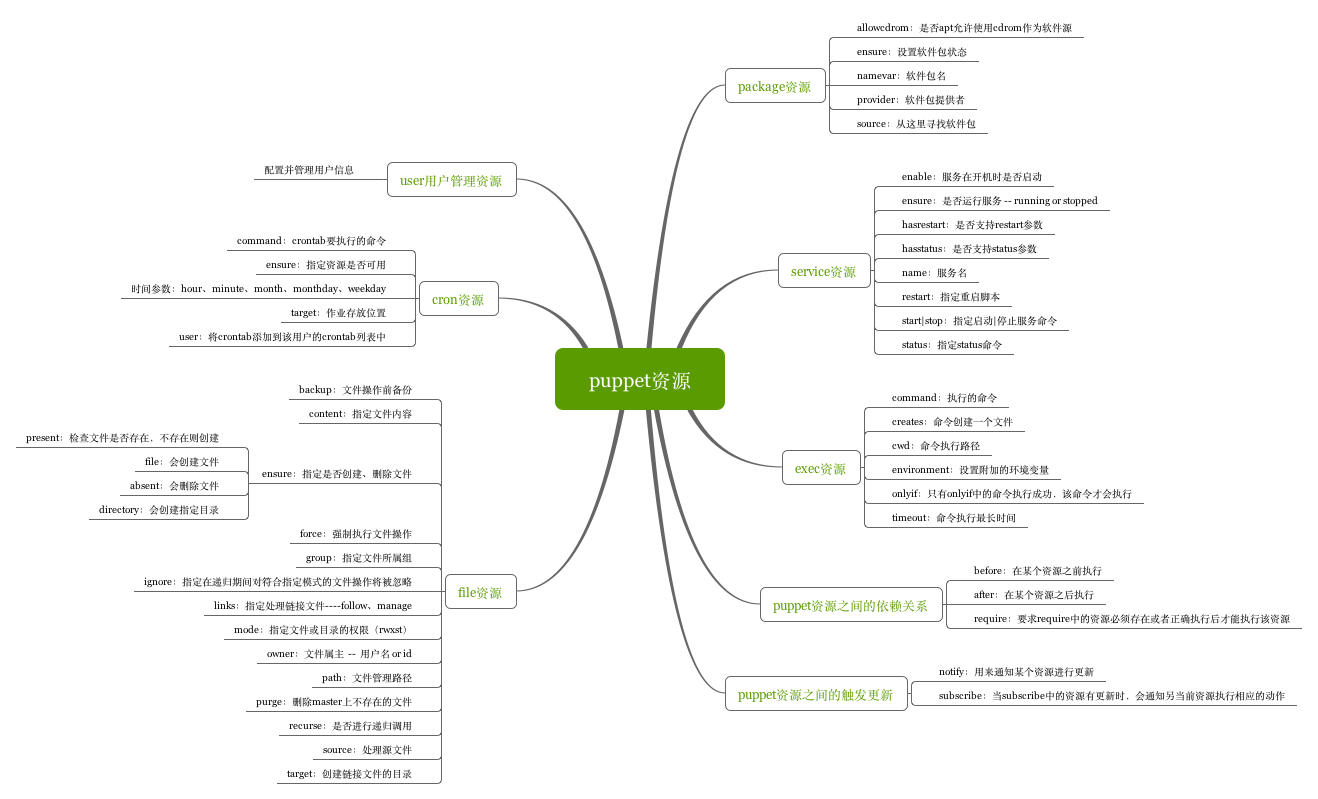 puppet资源
package资源
allowcdrom：是否apt允许使用cdrom作为软件源
ensure：设置软件包状态
namevar：软件包名
provider：软件包提供者
source：从这里寻找软件包
service资源
enable：服务在开机时是否启动
ensure：是否运行服务 -- running or stopped
hasrestart：是否支持restart参数
hasstatus：是否支持status参数
name：服务名
restart：指定重启脚本
start|stop：指定启动|停止服务命令
status：指定status命令
exec资源
command：执行的命令
creates：命令创建一个文件
cwd：命令执行路径
environment：设置附加的环境变量
onlyif：只有onlyif中的命令执行成功，该命令才会执行
timeout：命令执行最长时间
puppet资源之间的依赖关系
before：在某个资源之前执行
after：在某个资源之后执行
require：要求require中的资源必须存在或者正确执行后才能执行该资源
puppet资源之间的触发更新
notify：用来通知某个资源进行更新
subscribe：当subscribe中的资源有更新时，会通知另当前资源执行相应的动作
user用户管理资源
配置并管理用户信息
cron资源
command：crontab要执行的命令
ensure：指定资源是否可用
时间参数：hour、minute、month、monthday、weekday
target：作业存放位置
user：将crontab添加到该用户的crontab列表中
file资源
backup：文件操作前备份
content：指定文件内容
ensure：指定是否创建、删除文件
present：检查文件是否存在，不存在则创建
file：会创建文件
absent：会删除文件
directory：会创建指定目录
force：强制执行文件操作
group：指定文件所属组
ignore：指定在递归期间对符合指定模式的文件操作将被忽略
links：指定处理链接文件----follow、manage
mode：指定文件或目录的权限（rwxst）
owner：文件属主 -- 用户名 or id
path：文件管理路径
purge：删除master上不存在的文件
recurse：是否进行递归调用
source：处理源文件
target：创建链接文件的目录